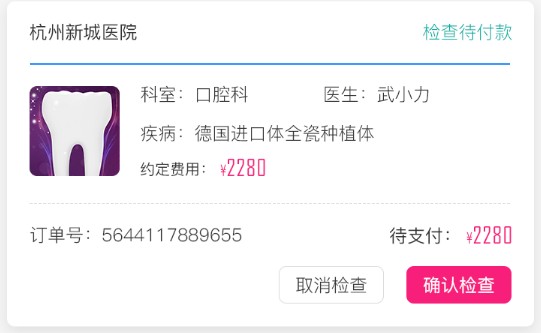 杭州新城医院 检查待付款
科室：口腔科 医生：武小力
疾病：德国进口体全瓷种植体
约定费用：¥2280
订单号：5644117889655 待支付：¥2280
取消检查 确认检查